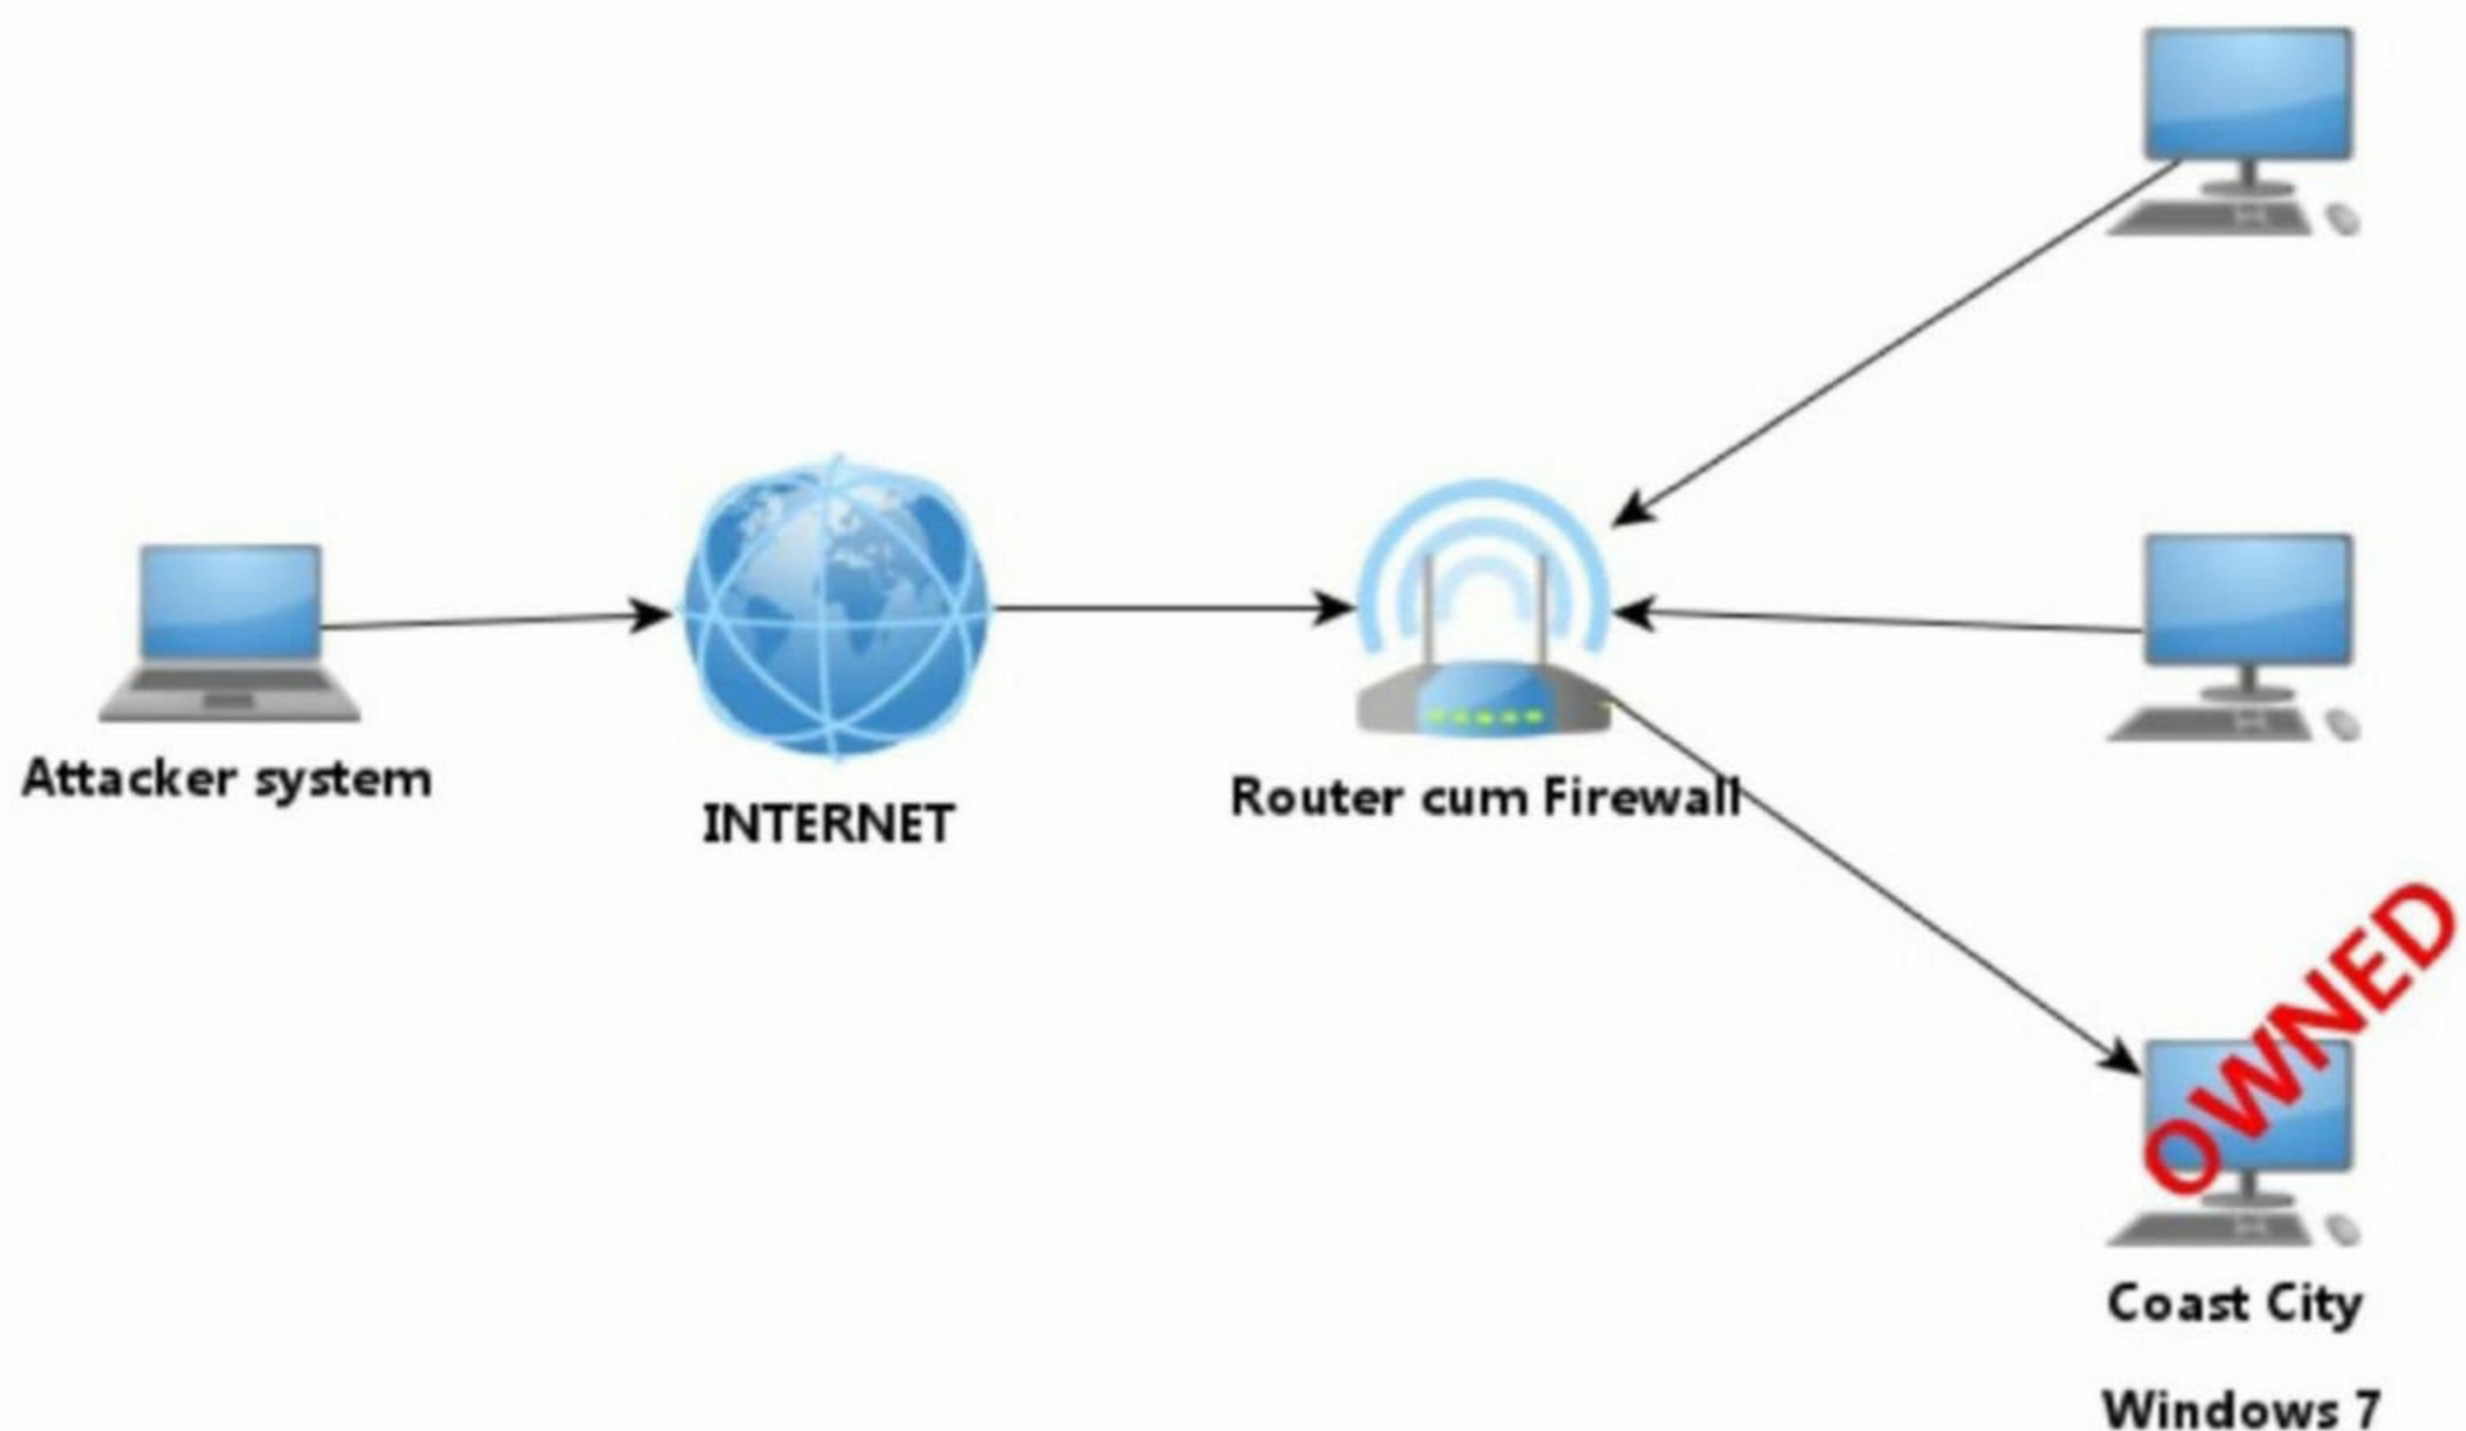 Attacker system
INTERNET
Router cum Firewall
OWNED
Coast City
Windows 7